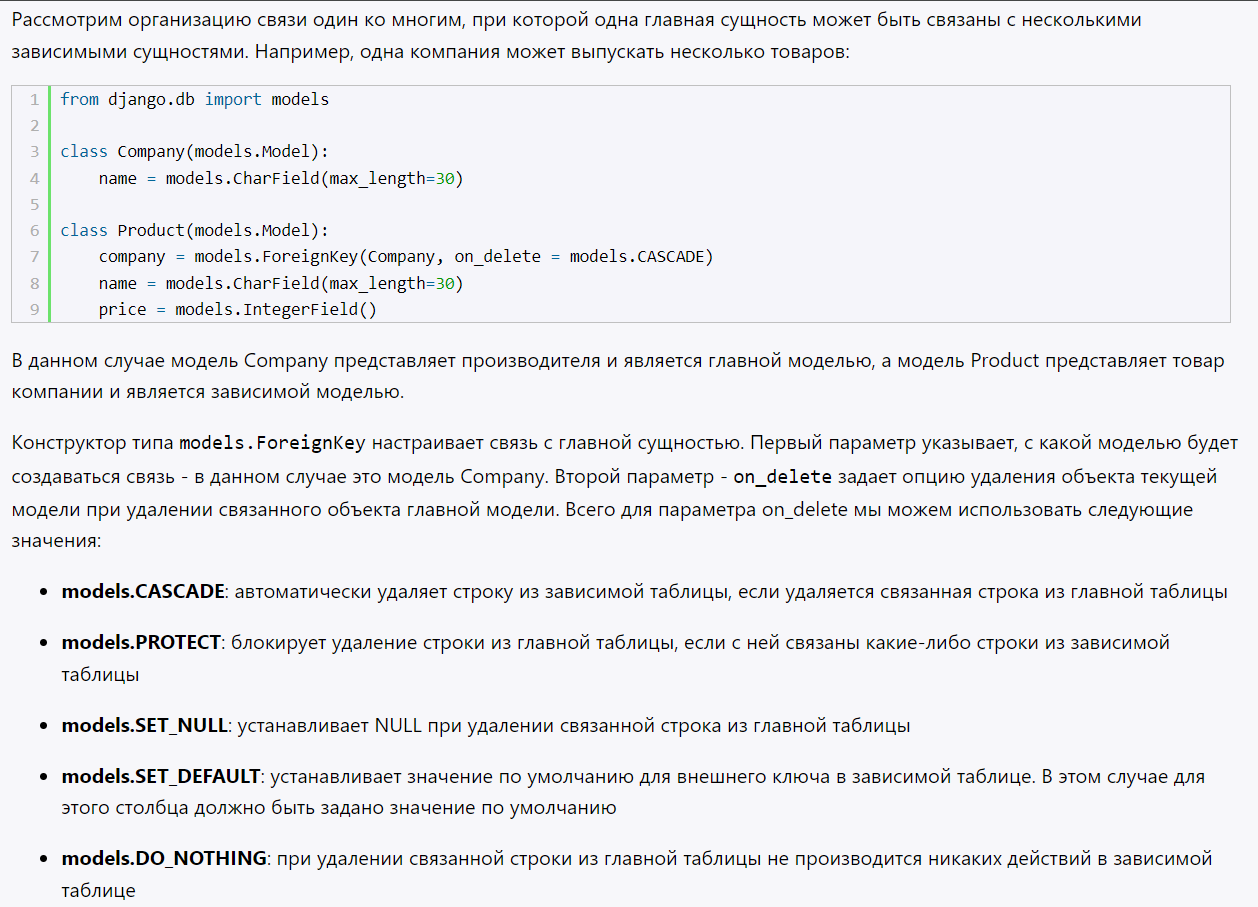 Рассмотрим организацию связи один ко многим, при которой одна главная сущность может быть связаны с несколькими
зависимыми сущностями. Например, одна компания может выпускать несколько товаров:
1 from django.db import models
2
3 class Company(models.Model):
4     name = models.CharField(max_length=30)
5
6 class Product(models.Model):
7     company = models.ForeignKey(Company, on_delete = models.CASCADE)
8     name = models.CharField(max_length=30)
9     price = models.IntegerField()
В данном случае модель Company представляет производителя и является главной моделью, а модель Product представляет товар
компании и является зависимой моделью.
Конструктор типа models.ForeignKey настраивает связь с главной сущностью. Первый параметр указывает, с какой моделью будет
создаваться связь - в данном случае это модель Company. Второй параметр - on_delete задает опцию удаления объекта текущей
модели при удалении связанного объекта главной модели. Всего для параметра on_delete мы можем использовать следующие
значения:
• models.CASCADE: автоматически удаляет строку из зависимой таблицы, если удаляется связанная строка из главной таблицы
• models.PROTECT: блокирует удаление строки из главной таблицы, если с ней связаны какие-либо строки из зависимой
таблицы
• models.SET_NULL: устанавливает NULL при удалении связанной строка из главной таблицы
• models.SET_DEFAULT: устанавливает значение по умолчанию для внешнего ключа в зависимой таблице. В этом случае для
этого столбца должно быть задано значение по умолчанию
• models.DO_NOTHING: при удалении связанной строки из главной таблицы не производится никаких действий в зависимой
таблице